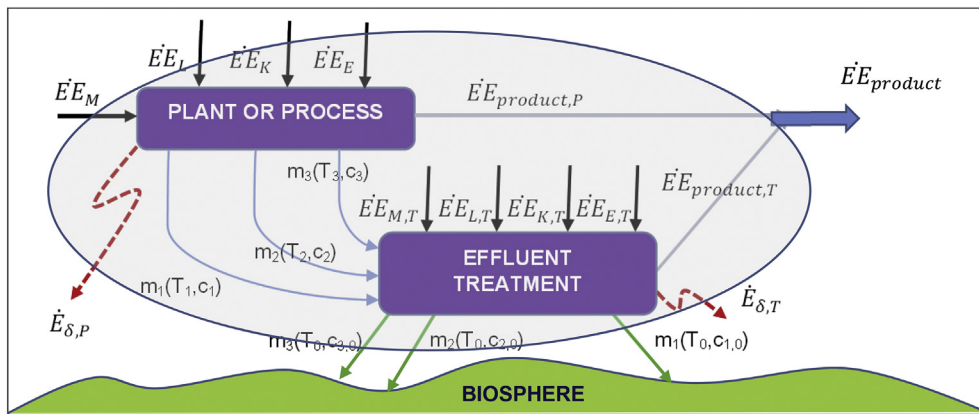 ĖE_L ĖE_K ĖE_E
ĖE_M
ĖE_product
PLANT OR PROCESS
ĖE_product,P
m₃(T₃,c₃)
ĖE_M,T ĖE_L,T ĖE_K,T ĖE_E,T
ĖE_product,T
m₂(T₂,c₂)
EFFLUENT
TREATMENT
m₁(T₁,c₁)
Ė_δ,P
Ė_δ,T
m₃(T₀,c₃,₀) m₂(T₀,c₂,₀) m₁(T₀,c₁,₀)
BIOSPHERE